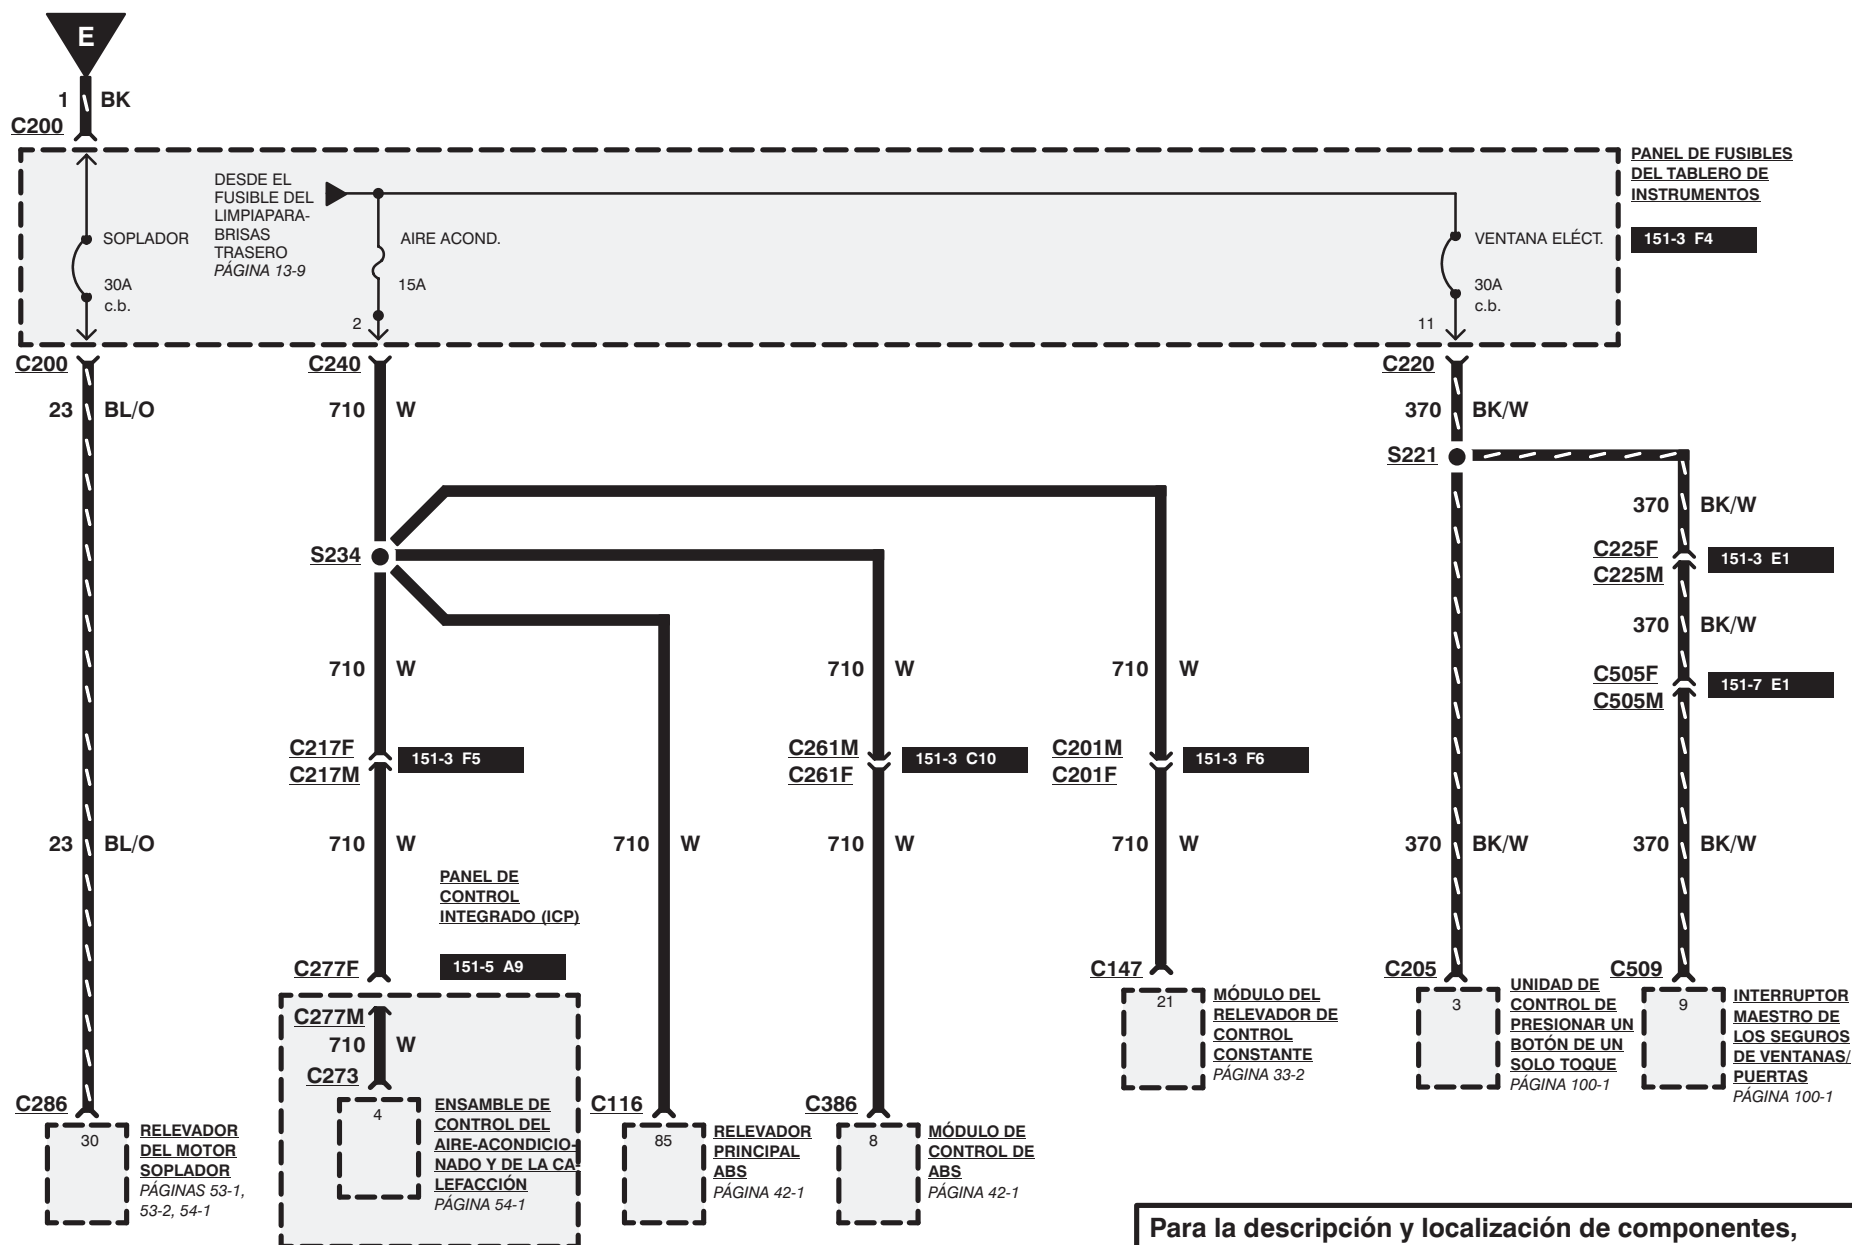 E
1 BK
C200
PANEL DE FUSIBLES
DEL TABLERO DE
INSTRUMENTOS
151-3 F4
SOPLADOR
30A
c.b.
DESDE EL
FUSIBLE DEL
LIMPIAPARA-
BRISAS
TRASERO
PÁGINA 13-9
AIRE ACOND.
15A
2
VENTANA ELÉCT.
30A
c.b.
11
C200
C240
C220
23 BL/O
710 W
370 BK/W
S221
370 BK/W
S234
C225F
C225M
151-3 E1
370 BK/W
710 W
710 W
710 W
C505F
C505M
151-7 E1
C217F
C217M
151-3 F5
C261M
C261F
151-3 C10
C201M
C201F
151-3 F6
23 BL/O
710 W
710 W
710 W
710 W
370 BK/W
370 BK/W
PANEL DE
CONTROL
INTEGRADO (ICP)
151-5 A9
C277F
C147
C205
C509
C277M
710 W
C273
21
MÓDULO DEL
RELEVADOR DE
CONTROL
CONSTANTE
PÁGINA 33-2
3
UNIDAD DE
CONTROL DE
PRESIONAR UN
BOTÓN DE UN
SOLO TOQUE
PÁGINA 100-1
9
INTERRUPTOR
MAESTRO DE
LOS SEGUROS
DE VENTANAS/
PUERTAS
PÁGINA 100-1
C286
30
RELEVADOR
DEL MOTOR
SOPLADOR
PÁGINAS 53-1,
53-2, 54-1
4
ENSAMBLE DE
CONTROL DEL
AIRE-ACONDICIO-
NADO Y DE LA CA-
LEFACCIÓN
PÁGINA 54-1
C116
85
RELEVADOR
PRINCIPAL
ABS
PÁGINA 42-1
C386
8
MÓDULO DE
CONTROL DE
ABS
PÁGINA 42-1
Para la descripción y localización de componentes,